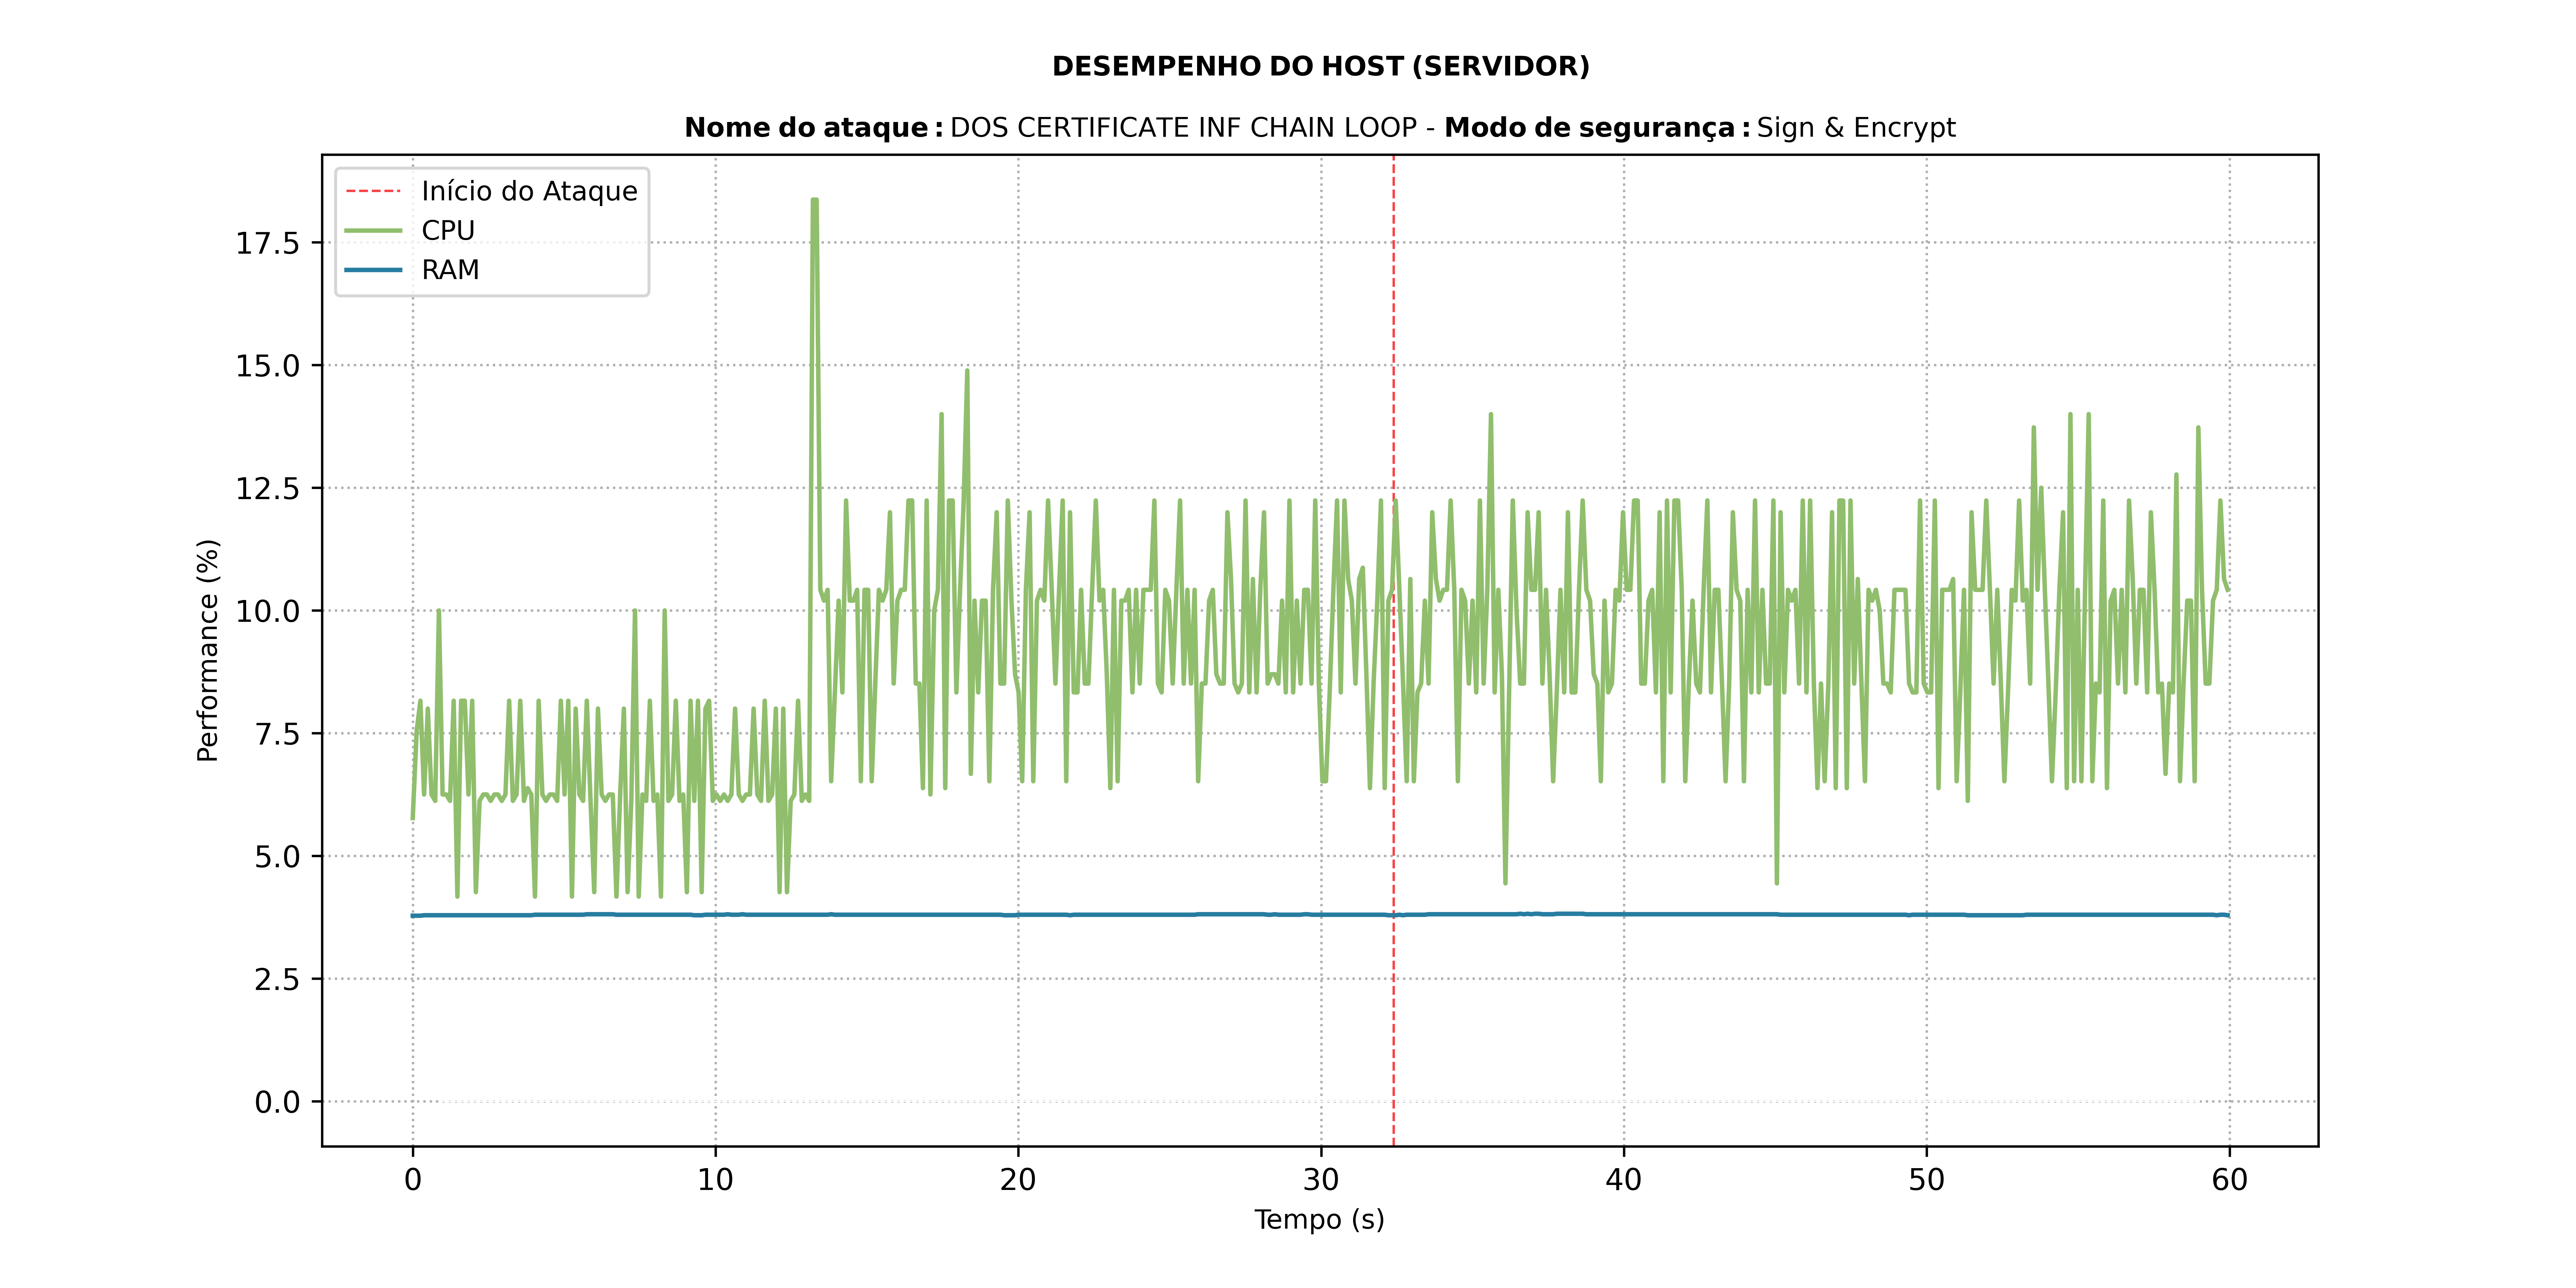 DESEMPENHO DO HOST (SERVIDOR)
Nome do ataque : DOS CERTIFICATE INF CHAIN LOOP - Modo de segurança : Sign & Encrypt
Início do Ataque
CPU
RAM
17.5
15.0
12.5
10.0
7.5
5.0
2.5
0.0
Performance (%)
0 10 20 30 40 50 60
Tempo (s)